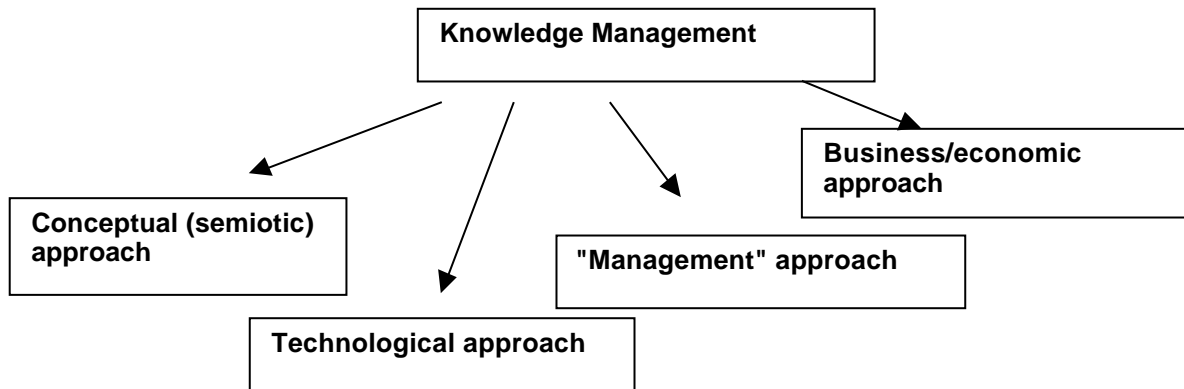 Knowledge Management
Business/economic
approach
Conceptual (semiotic)
approach
"Management" approach
Technological approach